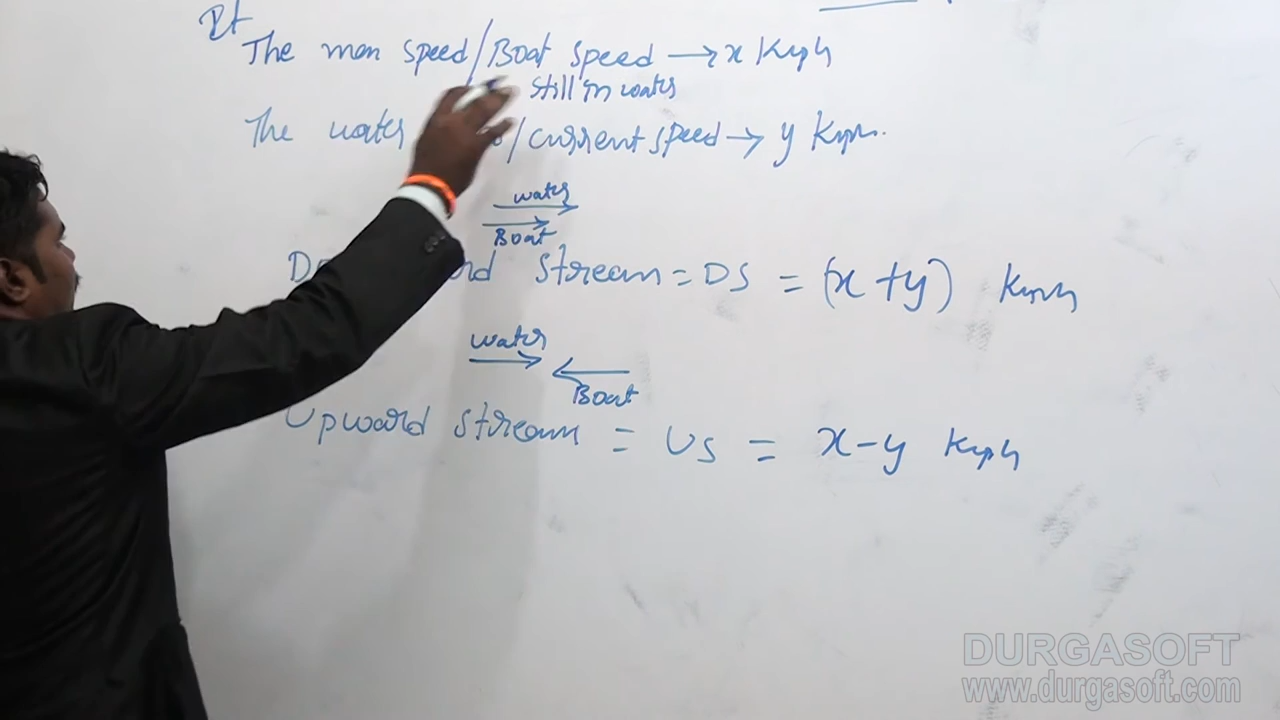 The man speed/Boat speed → x Kmph
still in water
The water /current speed → y Kmph.
water
Boat
stream = DS = (x + y) Kmph
water
Boat
Upward stream = US = x - y Kmph
DURGASOFT
www.durgasoft.com